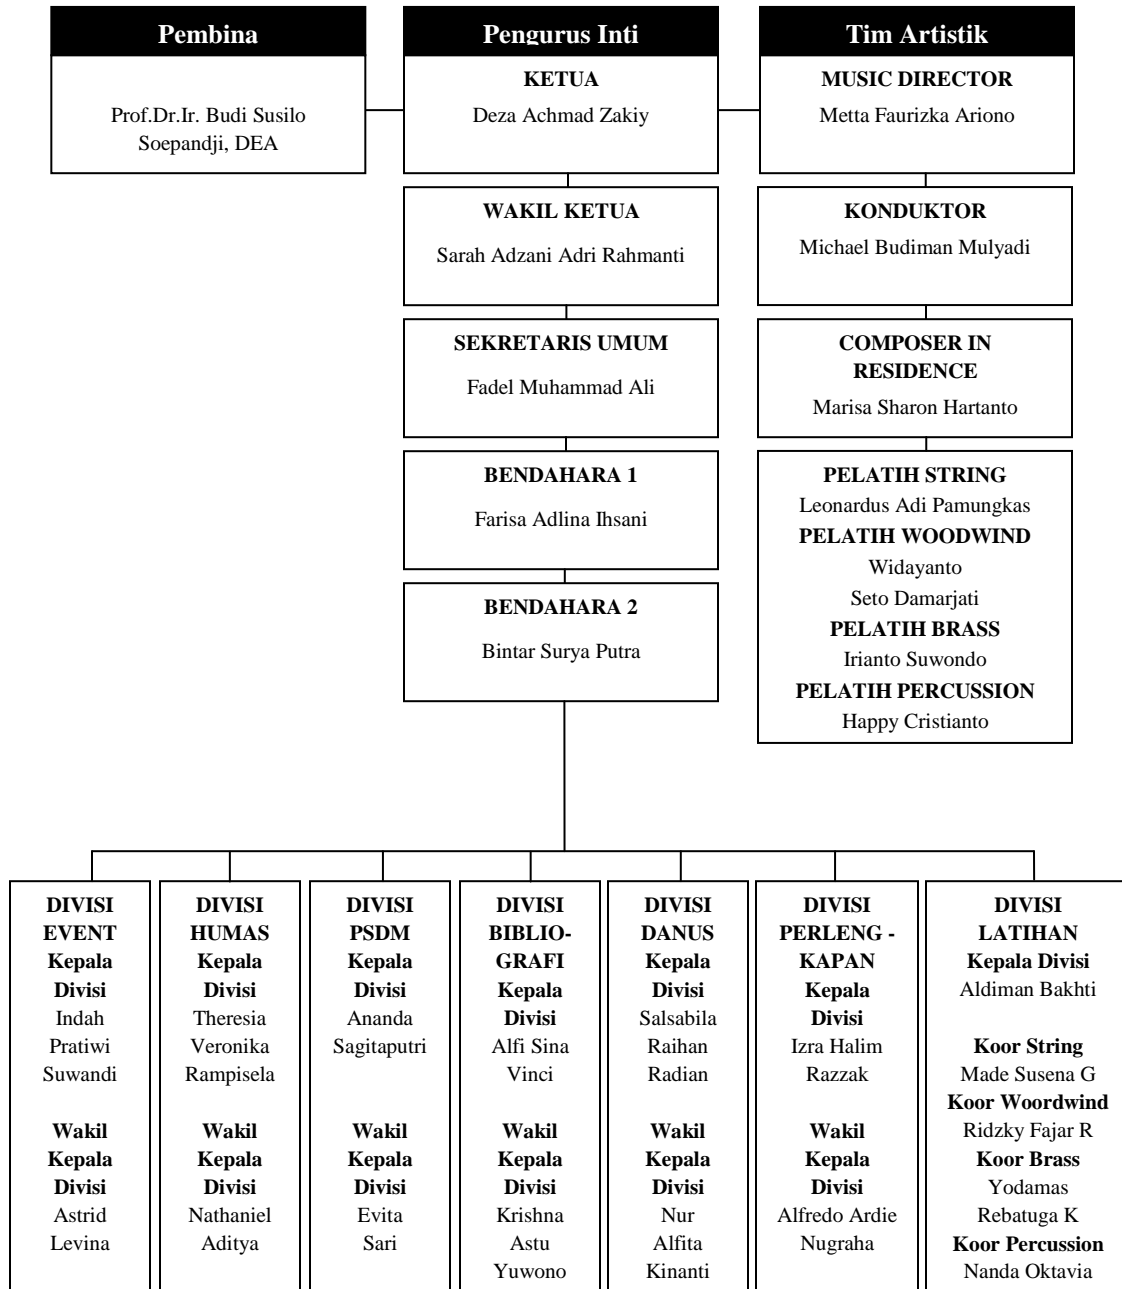 Pembina
Prof.Dr.Ir. Budi Susilo
Soepandji, DEA
Pengurus Inti
KETUA
Deza Achmad Zakiy
WAKIL KETUA
Sarah Adzani Adri Rahmanti
SEKRETARIS UMUM
Fadel Muhammad Ali
BENDAHARA 1
Farisa Adlina Ihsani
BENDAHARA 2
Bintar Surya Putra
Tim Artistik
MUSIC DIRECTOR
Metta Faurizka Ariono
KONDUKTOR
Michael Budiman Mulyadi
COMPOSER IN
RESIDENCE
Marisa Sharon Hartanto
PELATIH STRING
Leonardus Adi Pamungkas
PELATIH WOODWIND
Widayanto
Seto Damarjati
PELATIH BRASS
Irianto Suwondo
PELATIH PERCUSSION
Happy Cristianto
DIVISI
EVENT
Kepala
Divisi
Indah
Pratiwi
Suwandi
Wakil
Kepala
Divisi
Astrid
Levina
DIVISI
HUMAS
Kepala
Divisi
Theresia
Veronika
Rampisela
Wakil
Kepala
Divisi
Nathaniel
Aditya
DIVISI
PSDM
Kepala
Divisi
Ananda
Sagitaputri
Wakil
Kepala
Divisi
Evita
Sari
DIVISI
BIBLIO-
GRAFI
Kepala
Divisi
Alfi Sina
Vinci
Wakil
Kepala
Divisi
Krishna
Astu
Yuwono
DIVISI
DANUS
Kepala
Divisi
Salsabila
Raihan
Radian
Wakil
Kepala
Divisi
Nur
Alfita
Kinanti
DIVISI
PERLENG -
KAPAN
Kepala
Divisi
Izra Halim
Razzak
Wakil
Kepala
Divisi
Alfredo Ardie
Nugraha
DIVISI
LATIHAN
Kepala Divisi
Aldiman Bakhti
Koor String
Made Susena G
Koor Woordwind
Ridzky Fajar R
Koor Brass
Yodamas
Rebatuga K
Koor Percussion
Nanda Oktavia